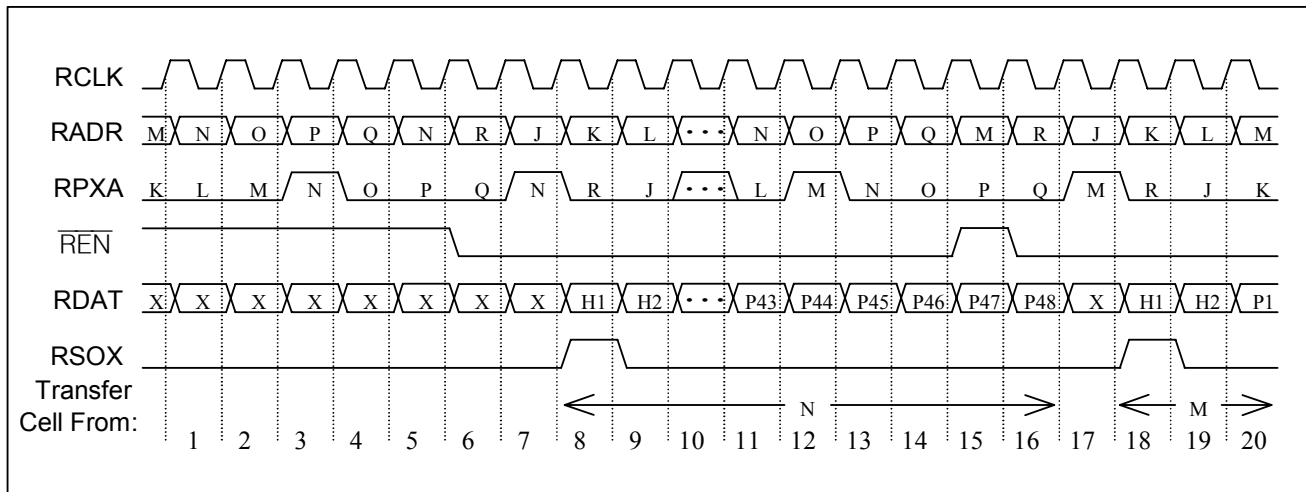 RCLK
RADR M N O P Q N R J K L ... N O P Q M R J K L M
RPXA K L M N O P Q N R J ... L M N O P Q M R J K
REN
RDAT X X X X X X X X H1 H2 ... P43 P44 P45 P46 P47 P48 X H1 H2 P1
RSOX
Transfer
Cell From: N M
1 2 3 4 5 6 7 8 9 10 11 12 13 14 15 16 17 18 19 20